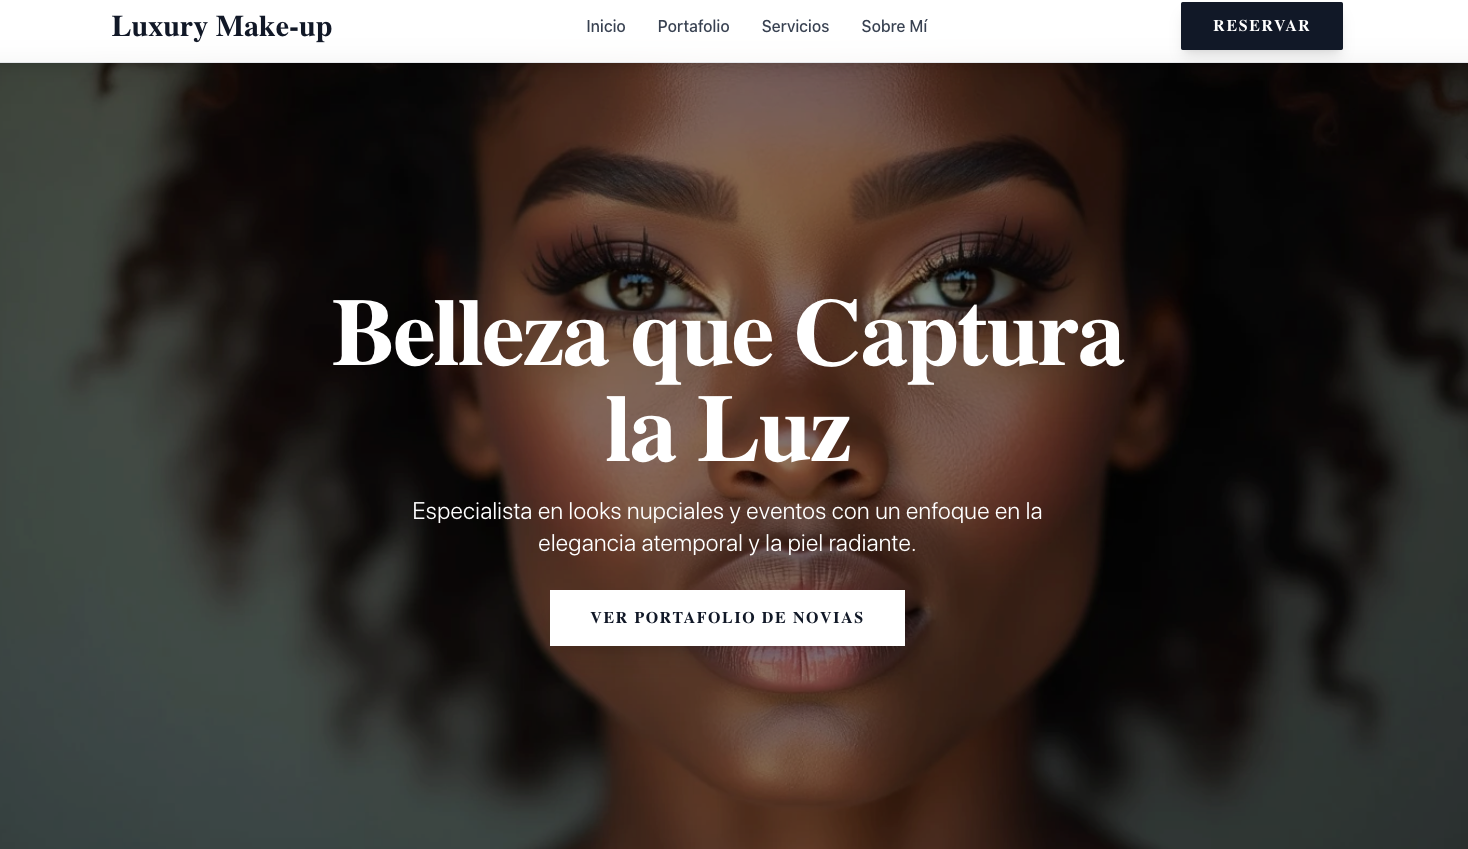 Luxury Make-up
Inicio
Portafolio
Servicios
Sobre Mí
RESERVAR
Belleza que Captura
la Luz
Especialista en looks nupciales y eventos con un enfoque en la
elegancia atemporal y la piel radiante.
VER PORTAFOLIO DE NOVIAS